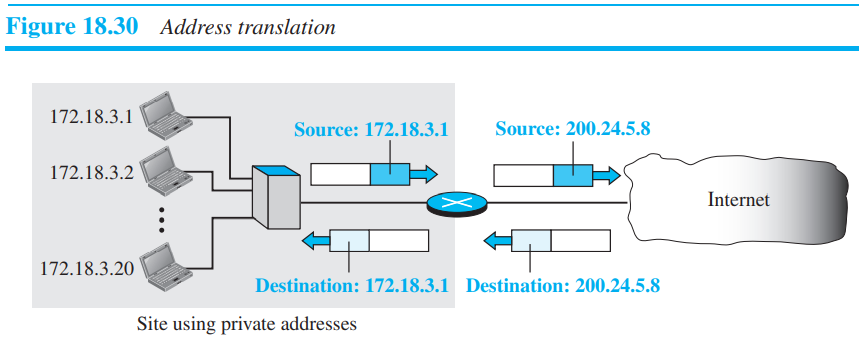 Figure 18.30 Address translation
172.18.3.1
Source: 172.18.3.1
Source: 200.24.5.8
172.18.3.2
Internet
172.18.3.20
Destination: 172.18.3.1
Destination: 200.24.5.8
Site using private addresses